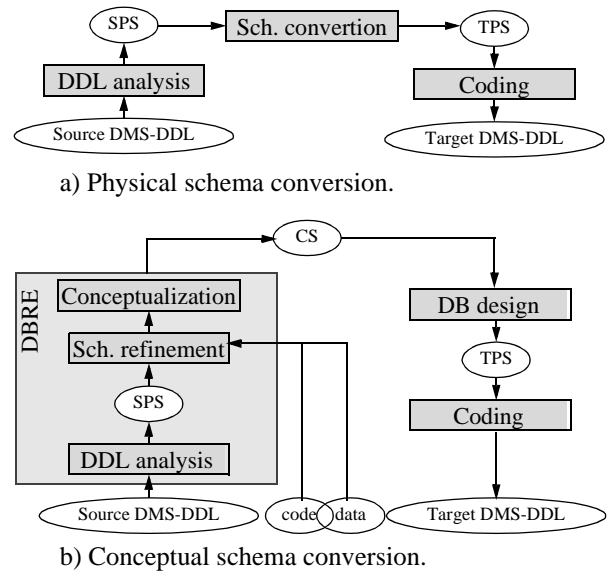 SPS
Sch. convertion
TPS
DDL analysis
Coding
Source DMS-DDL
Target DMS-DDL
a) Physical schema conversion.
CS
DBRE
Conceptualization
DB design
Sch. refinement
TPS
SPS
Coding
DDL analysis
Source DMS-DDL
code
data
Target DMS-DDL
b) Conceptual schema conversion.